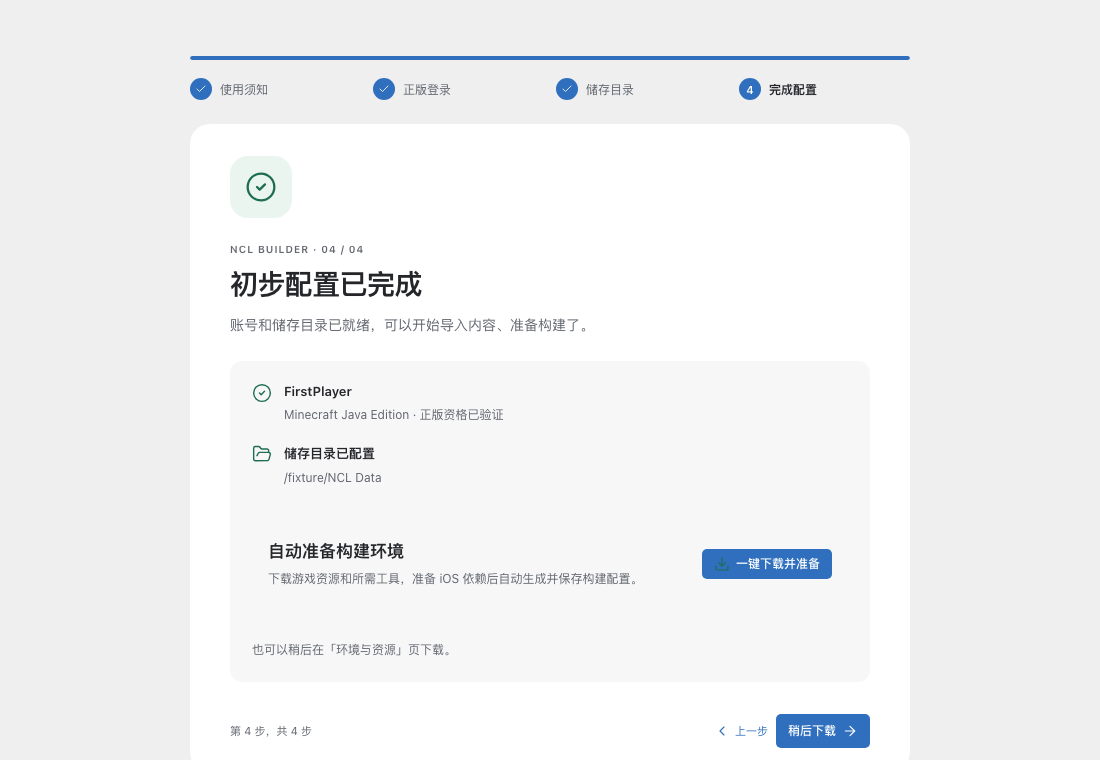 使用须知
正版登录
储存目录
4 完成配置
NCL BUILDER · 04 / 04
初步配置已完成
账号和储存目录已就绪，可以开始导入内容、准备构建了。
FirstPlayer
Minecraft Java Edition · 正版资格已验证
储存目录已配置
/fixture/NCL Data
自动准备构建环境
下载游戏资源和所需工具，准备 iOS 依赖后自动生成并保存构建配置。
一键下载并准备
也可以稍后在「环境与资源」页下载。
第 4 步，共 4 步
上一步
稍后下载